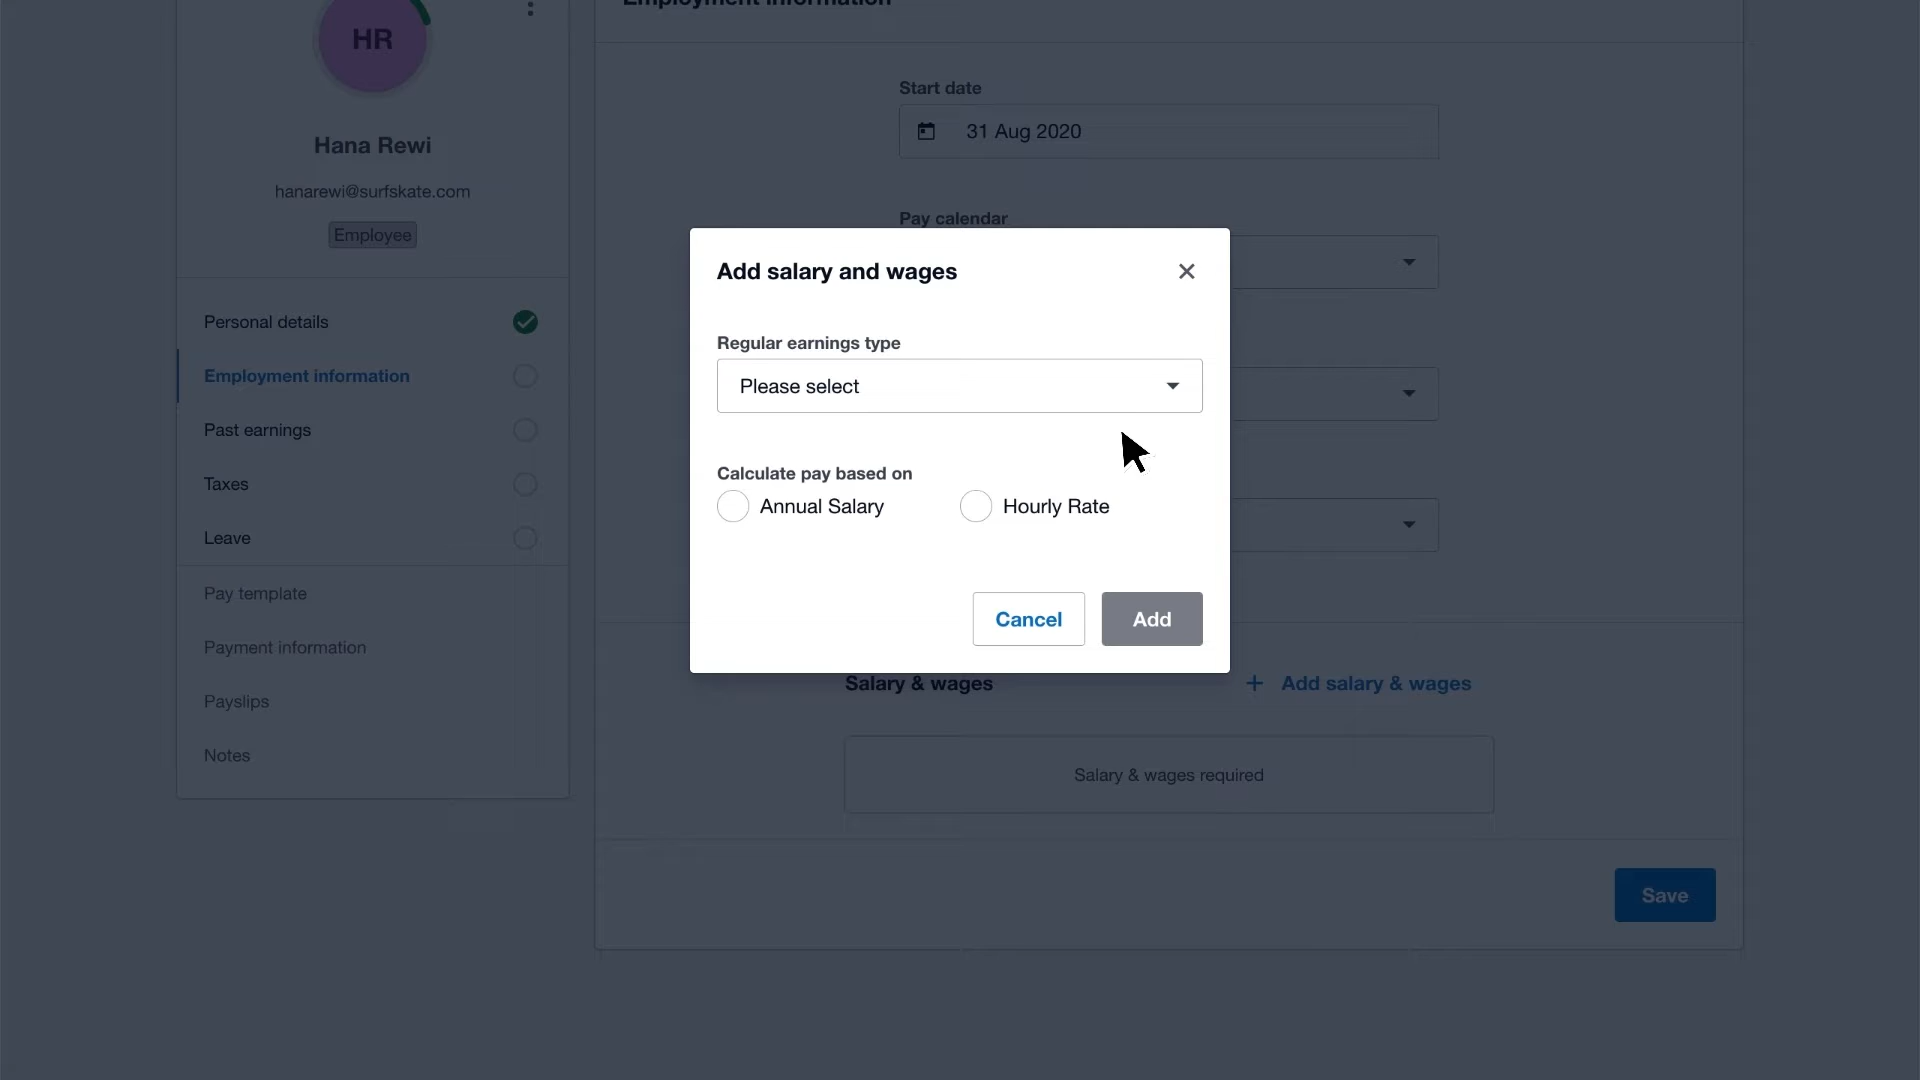 Employment information
HR
Hana Rewi
hanarewi@surfskate.com
Employee
Personal details
Employment information
Past earnings
Taxes
Leave
Pay template
Payment information
Payslips
Notes
Start date
31 Aug 2020
Pay calendar
Add salary and wages
Regular earnings type
Please select
Calculate pay based on
Annual Salary Hourly Rate
Cancel Add
Salary & wages + Add salary & wages
Salary & wages required
Save